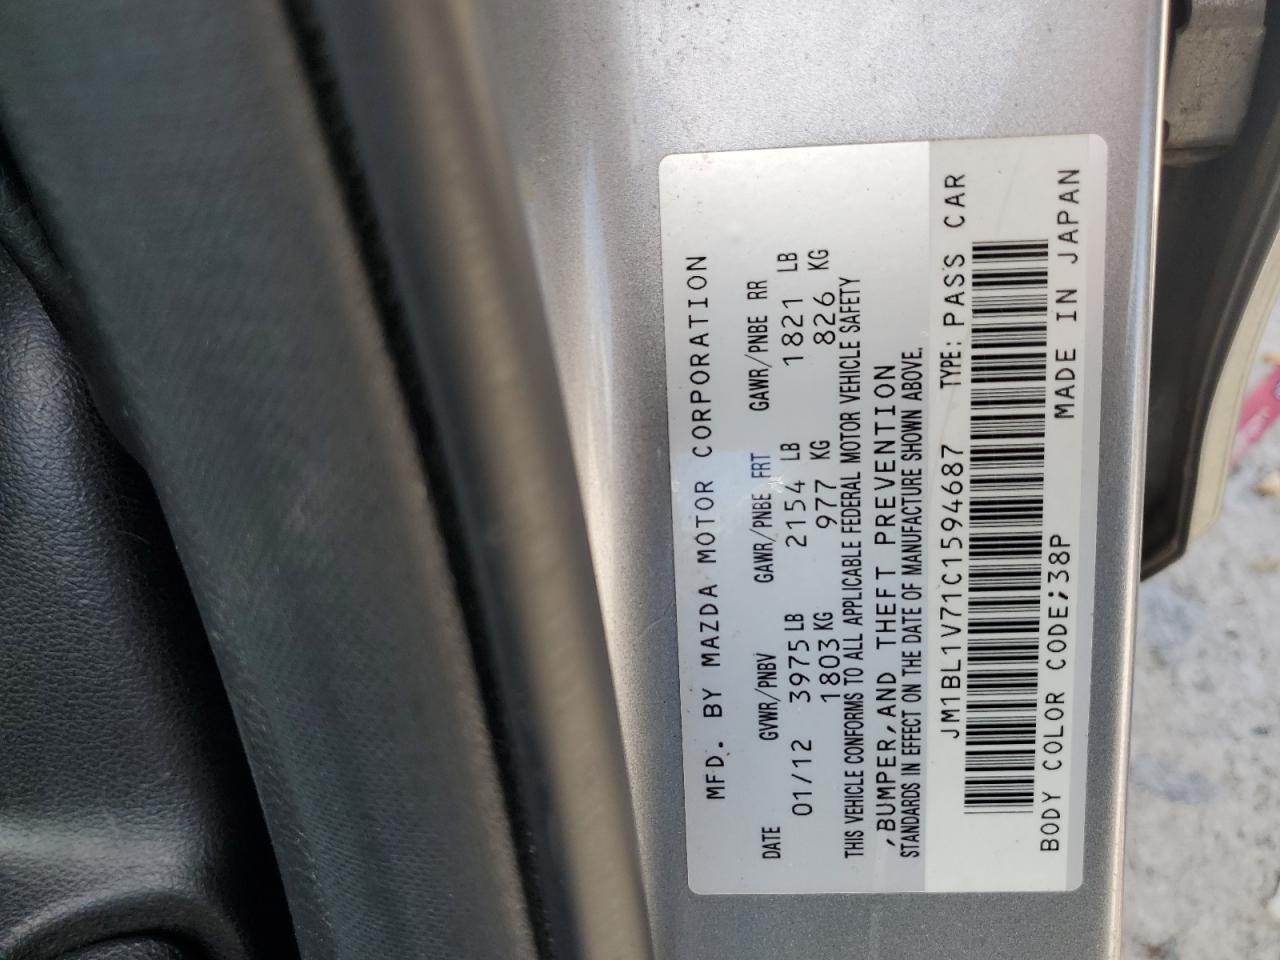 MFD. BY MAZDA MOTOR CORPORATION
DATE GVWR/PNBV GAWR/PNBE FRT GAWR/PNBE RR
01/12 3975 LB 2154 LB 1821 LB
1803 KG 977 KG 826 KG
THIS VEHICLE CONFORMS TO ALL APPLICABLE FEDERAL MOTOR VEHICLE SAFETY
,BUMPER,AND THEFT PREVENTION
STANDARDS IN EFFECT ON THE DATE OF MANUFACTURE SHOWN ABOVE.
JM1BL1V71C1594687 TYPE: PASS CAR
BODY COLOR CODE;38P MADE IN JAPAN